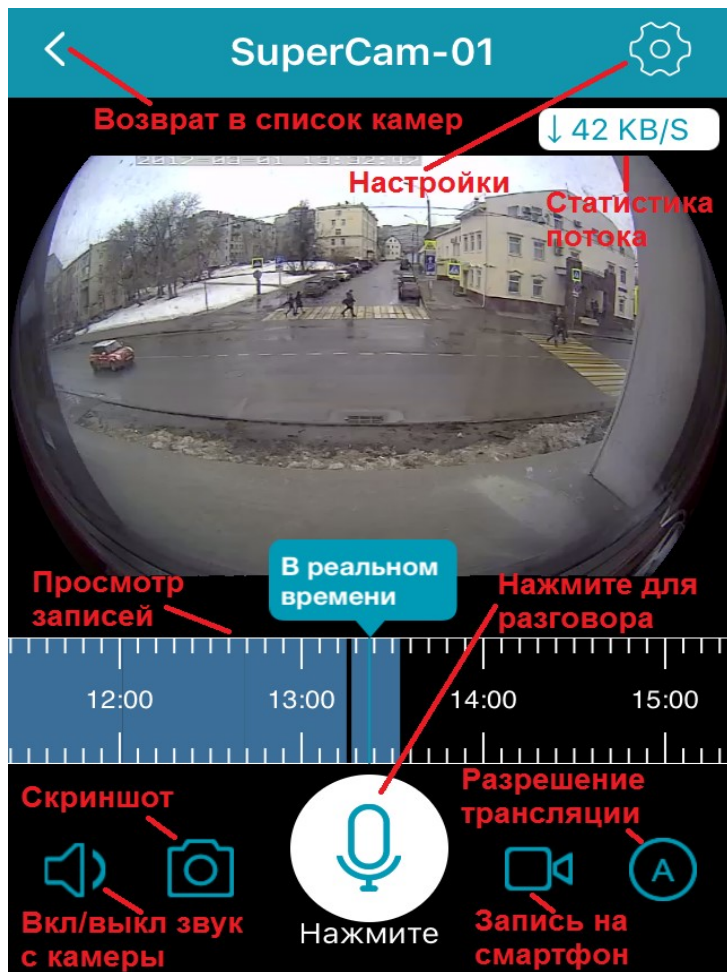 SuperCam-01
Возврат в список камер
↓ 42 KB/S
Настройки
Статистика
потока
Просмотр
записей
В реальном
времени
Нажмите для
разговора
12:00
13:00
14:00
15:00
Скриншот
Разрешение
трансляции
A
Вкл/выкл звук
с камеры
Нажмите
Запись на
смартфон